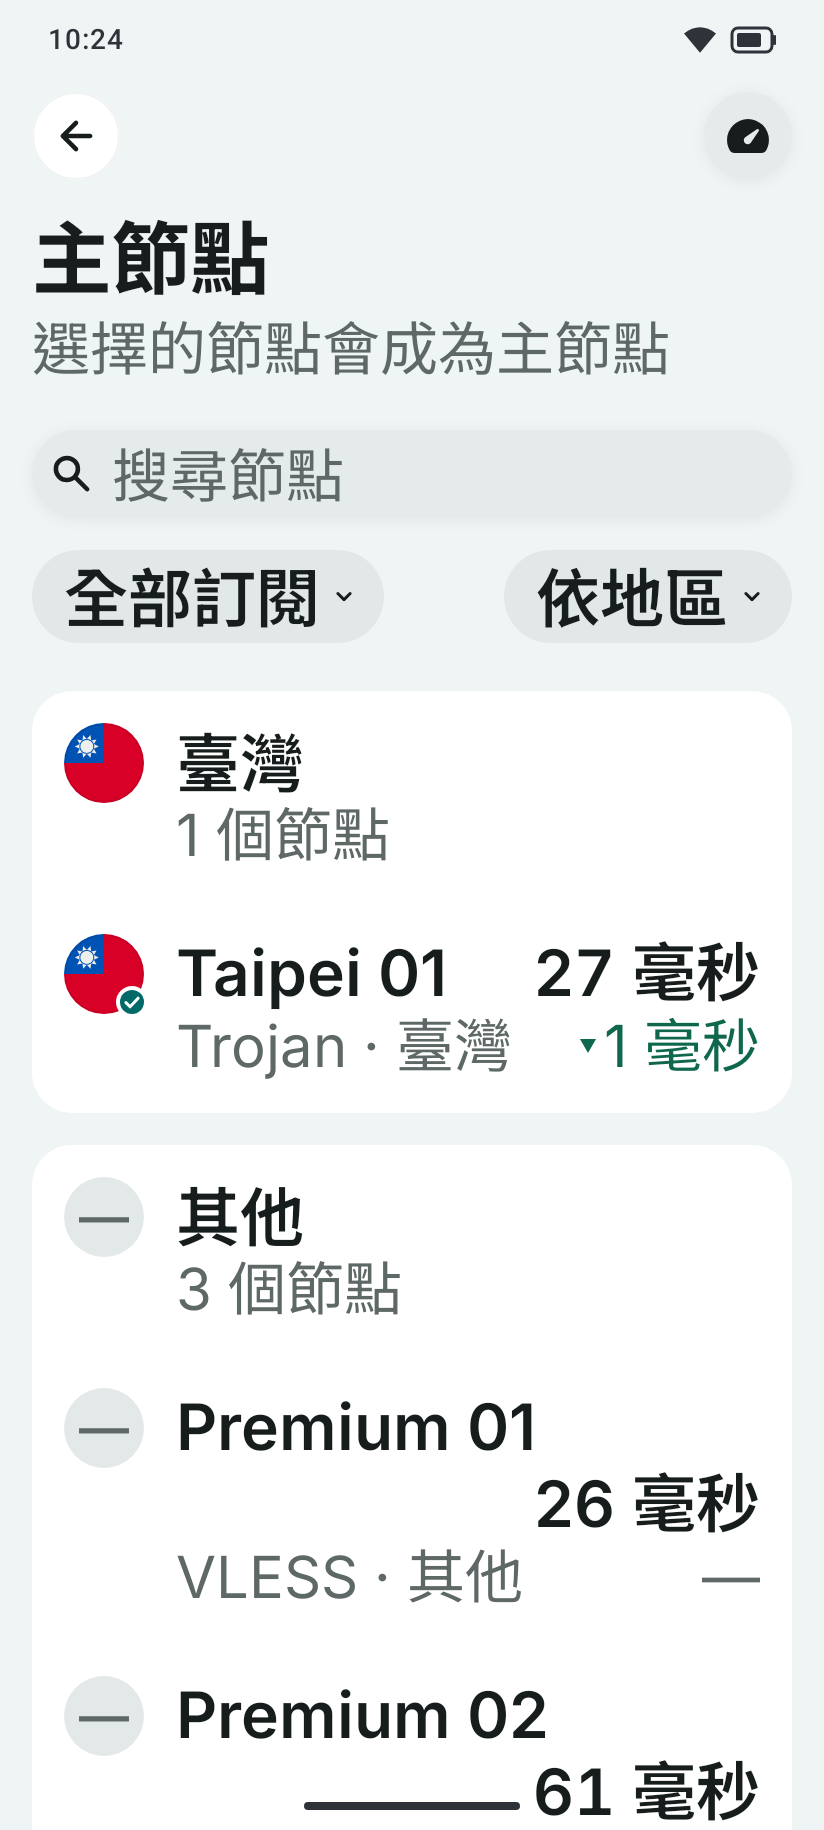 10:24
主節點
選擇的節點會成為主節點
搜尋節點
全部訂閱
依地區
臺灣
1 個節點
Taipei 01
27 毫秒
Trojan · 臺灣
▼1 毫秒
其他
3 個節點
Premium 01
26 毫秒
VLESS · 其他
—
Premium 02
61 毫秒